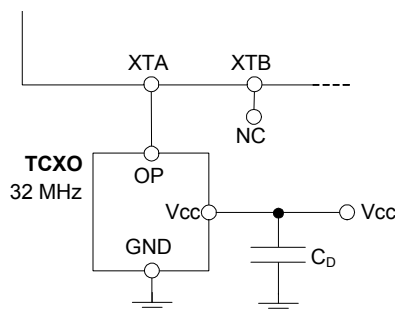 XTA
XTB
NC
TCXO
32 MHz
OP
Vcc
Vcc
GND
CD